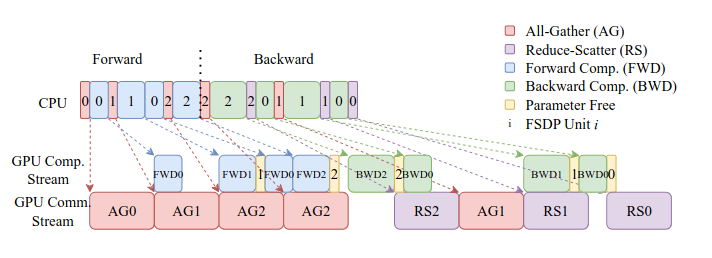 Forward Backward
All-Gather (AG)
Reduce-Scatter (RS)
Forward Comp. (FWD)
Backward Comp. (BWD)
Parameter Free
i FSDP Unit i
CPU 0 0 1 1 0 2 2 2 2 2 0 1 1 1 0 0
GPU Comp.
Stream
FWD0 FWD1 1 FWD0 FWD2 2 BWD2 2 BWD0 BWD1 1 BWD0 0
GPU Comm.
Stream
AG0 AG1 AG2 AG2 RS2 AG1 RS1 RS0